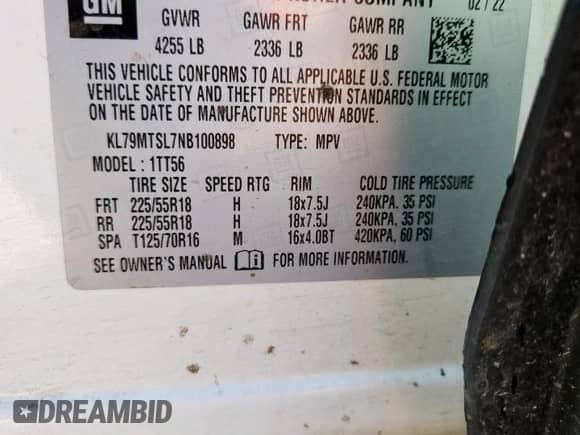 GM
COMPANY 02/22
GVWR GAWR FRT GAWR RR
4255 LB 2336 LB 2336 LB
THIS VEHICLE CONFORMS TO ALL APPLICABLE U.S. FEDERAL MOTOR
VEHICLE SAFETY AND THEFT PREVENTION STANDARDS IN EFFECT
ON THE DATE OF MANUFACTURE SHOWN ABOVE.
KL79MTSL7NB100898 TYPE: MPV
MODEL : 1TT56
TIRE SIZE SPEED RTG RIM COLD TIRE PRESSURE
FRT 225/55R18 H 18x7.5J 240KPA, 35 PSI
RR 225/55R18 H 18x7.5J 240KPA, 35 PSI
SPA T125/70R16 M 16x4.0BT 420KPA, 60 PSI
SEE OWNER'S MANUAL FOR MORE INFORMATION.
DREAMBID